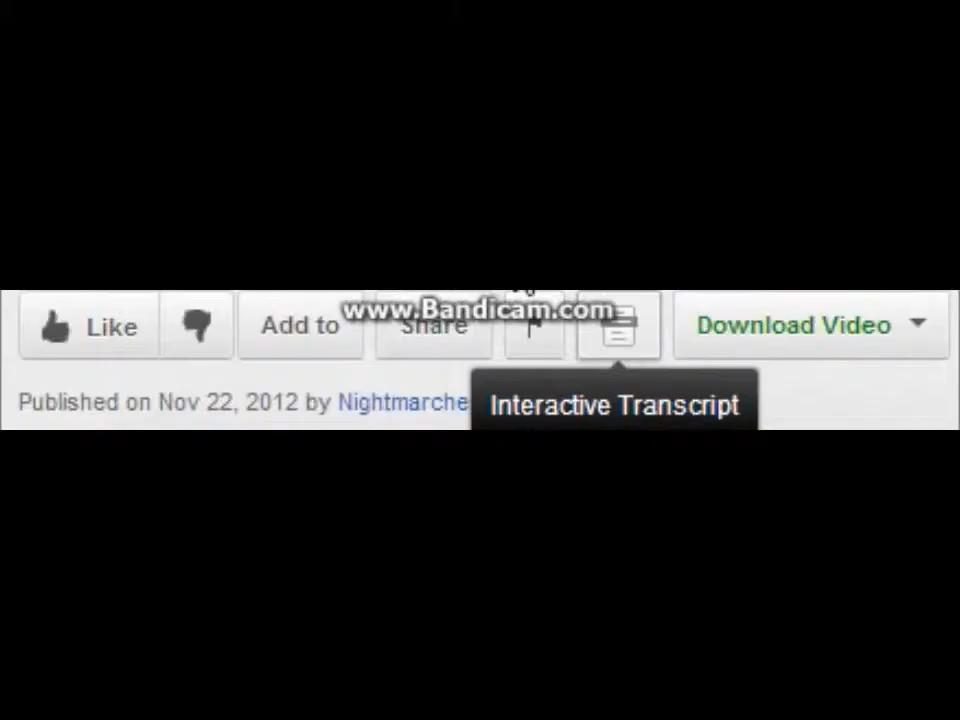 www.Bandicam.com
Like Add to Share Download Video
Published on Nov 22, 2012 by Nightmarche
Interactive Transcript